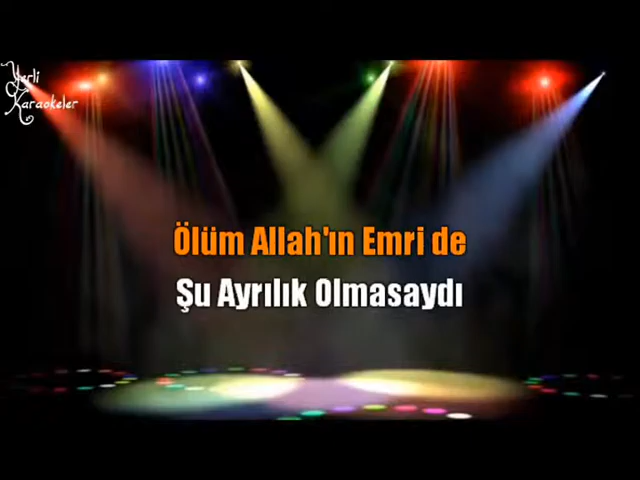 Yerli
Karaokeler
Ölüm Allah'ın Emri de
Şu Ayrılık Olmasaydı